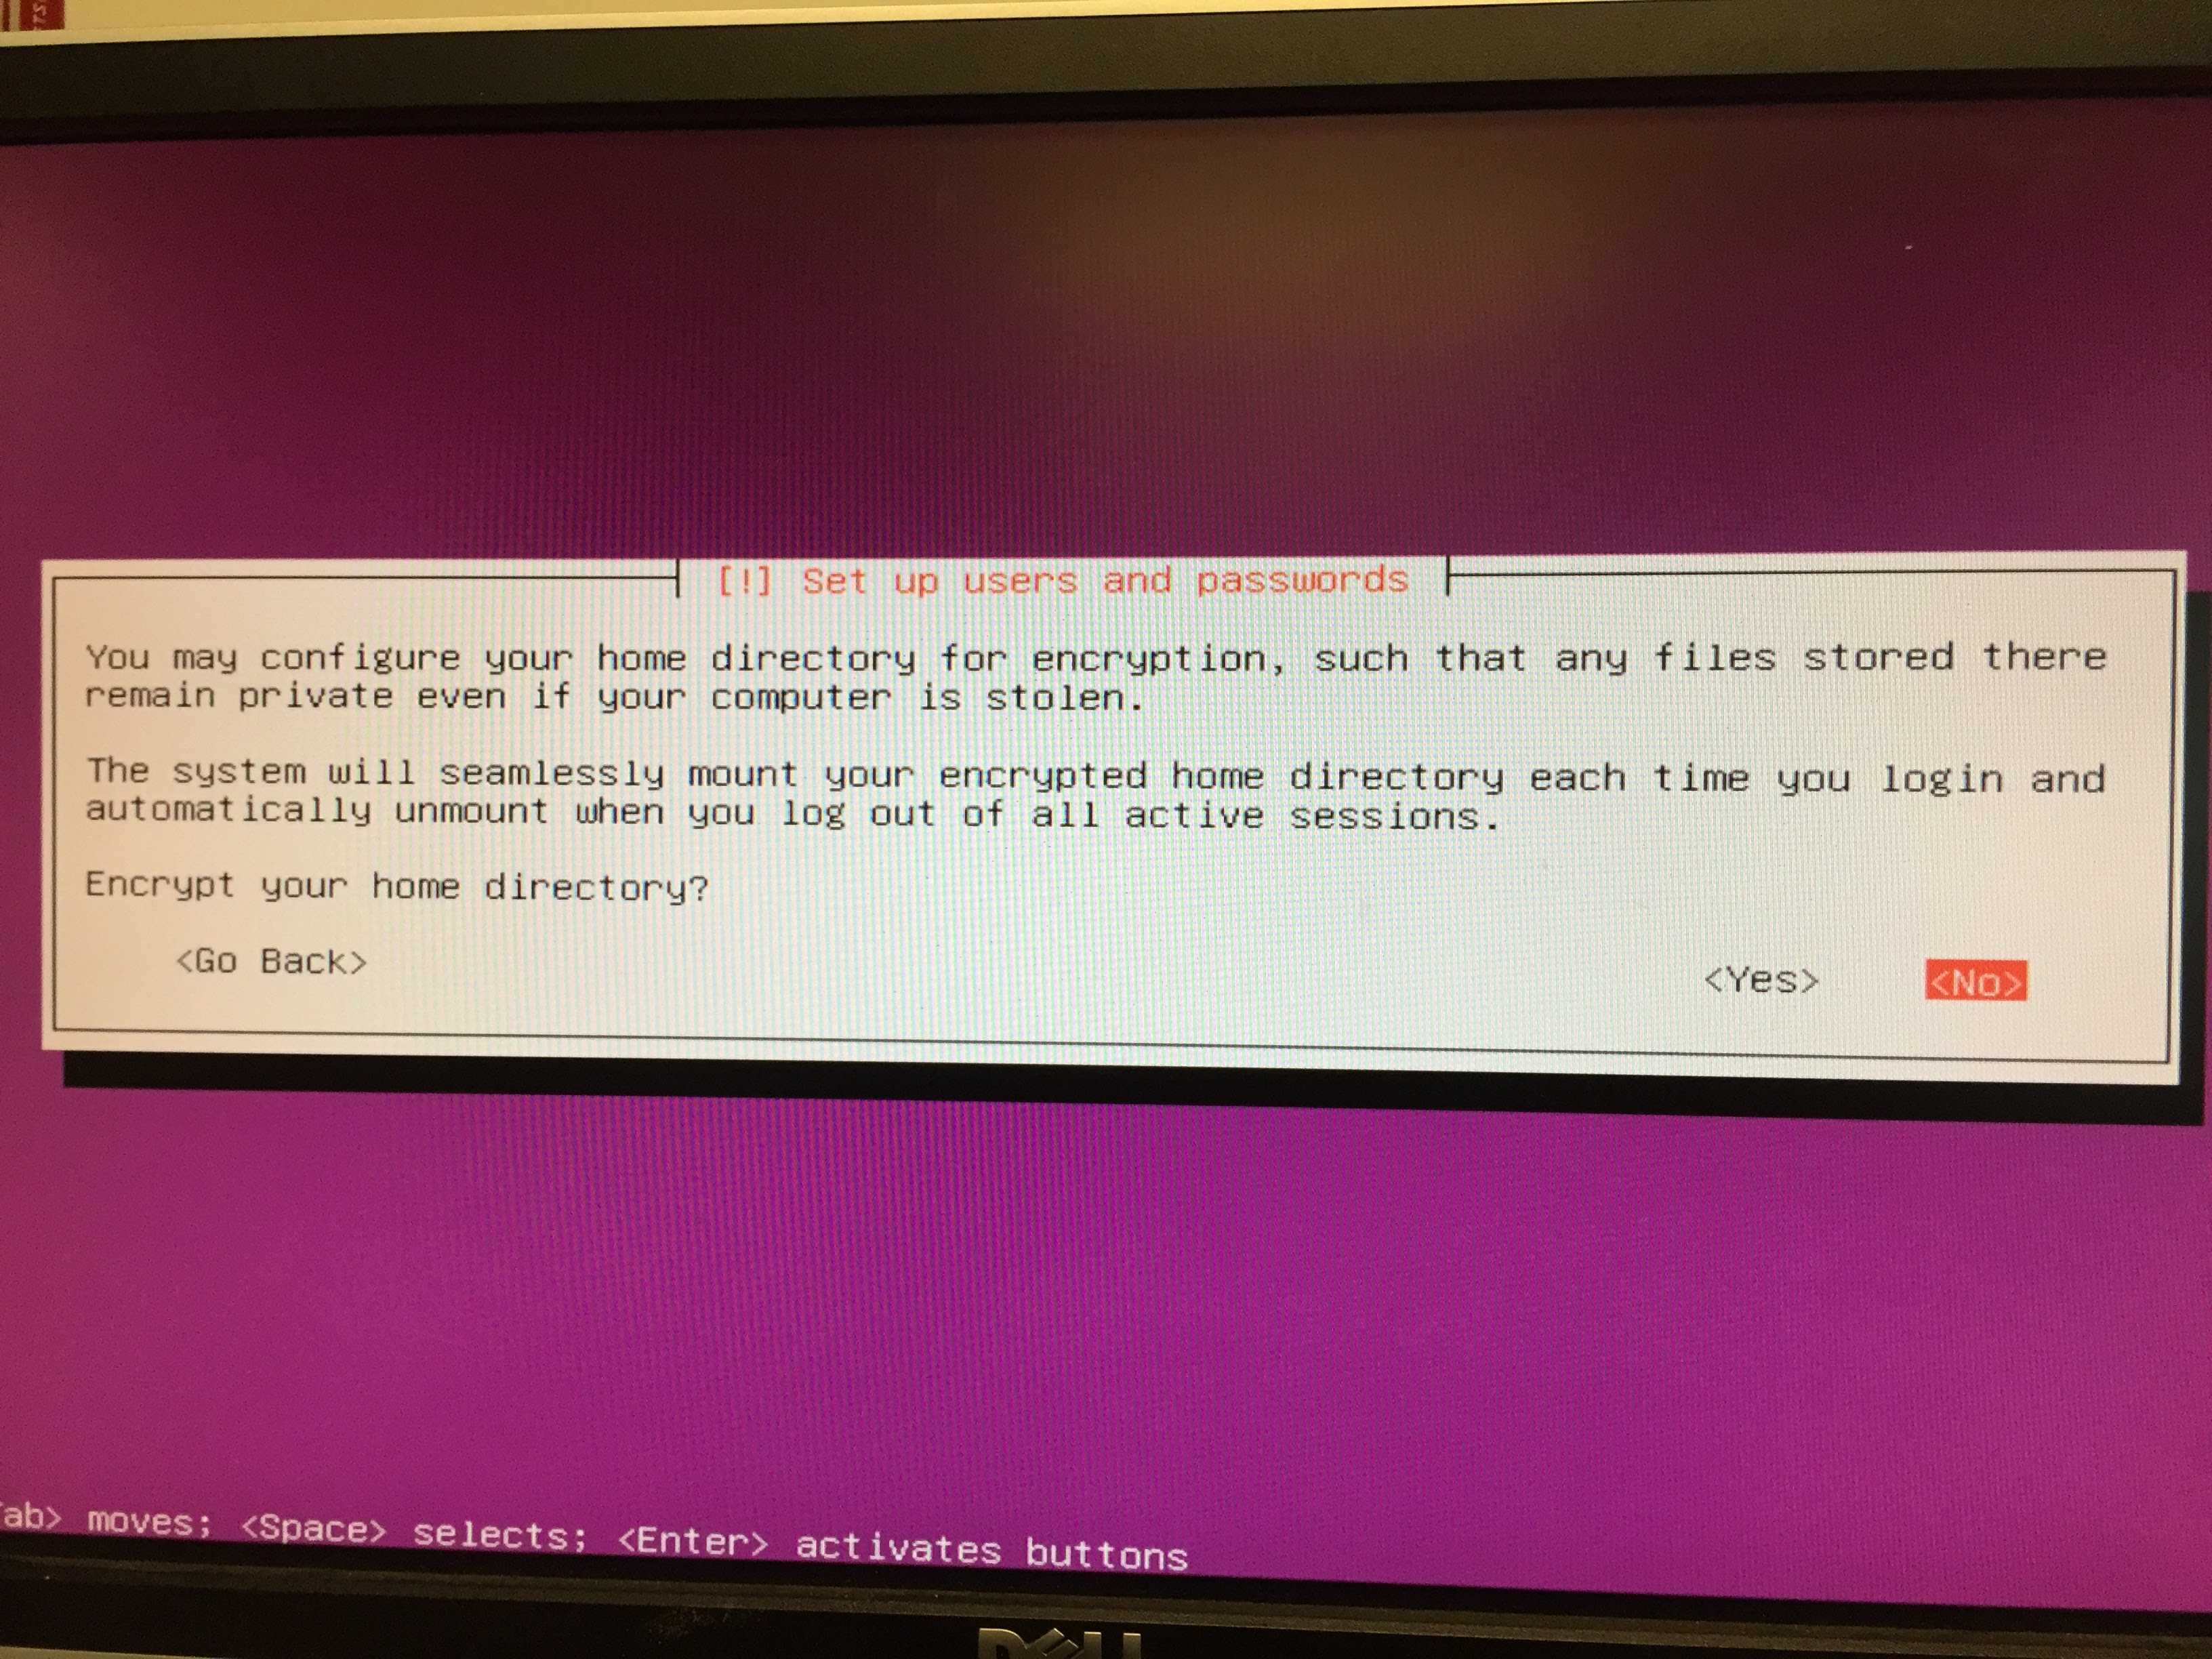 [!] Set up users and passwords
You may configure your home directory for encryption, such that any files stored there
remain private even if your computer is stolen.
The system will seamlessly mount your encrypted home directory each time you login and
automatically unmount when you log out of all active sessions.
Encrypt your home directory?
<Go Back> <Yes> <No>
ab> moves; <Space> selects; <Enter> activates buttons
DELL